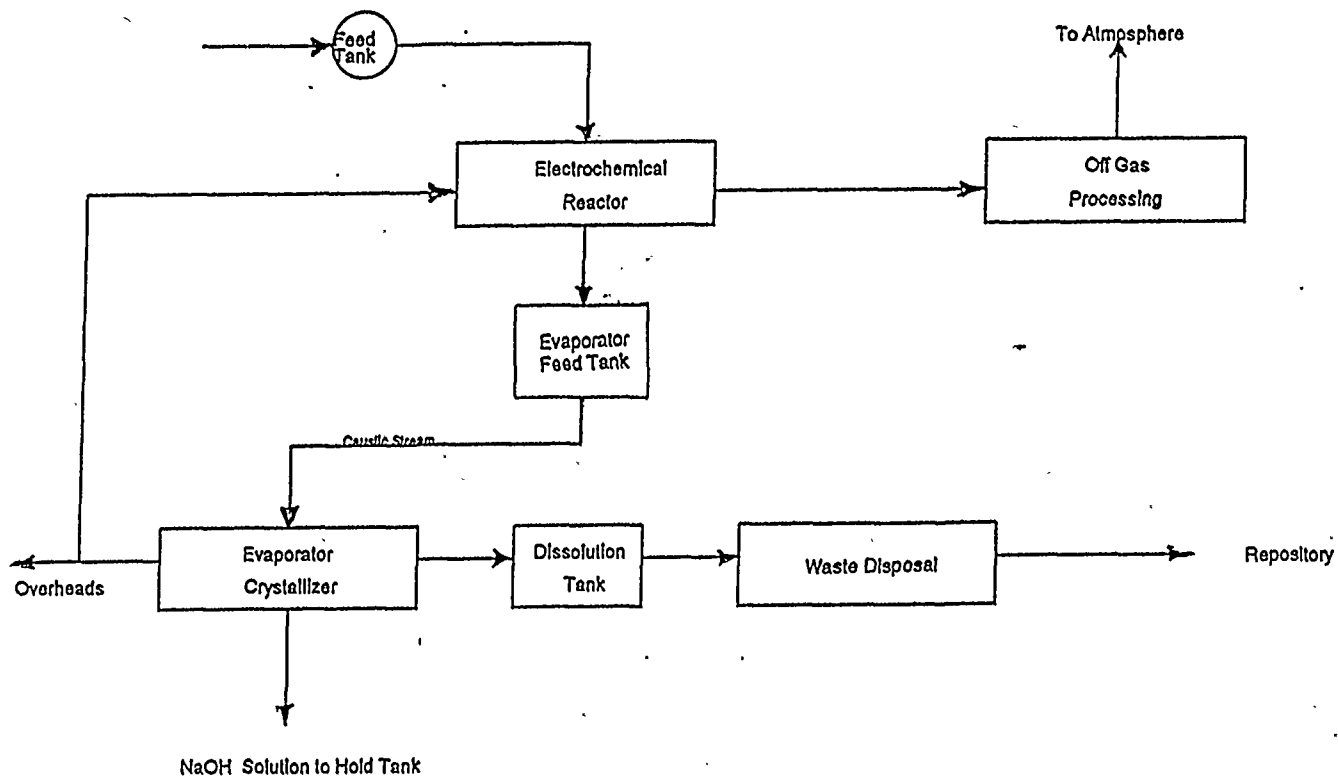 Feed
Tank
To Atmosphere
Electrochemical
Reactor
Off Gas
Processing
Evaporator
Feed Tank
Caustic Stream
Evaporator
Crystallizer
Dissolution
Tank
Waste Disposal
Repository
Overheads
NaOH Solution to Hold Tank